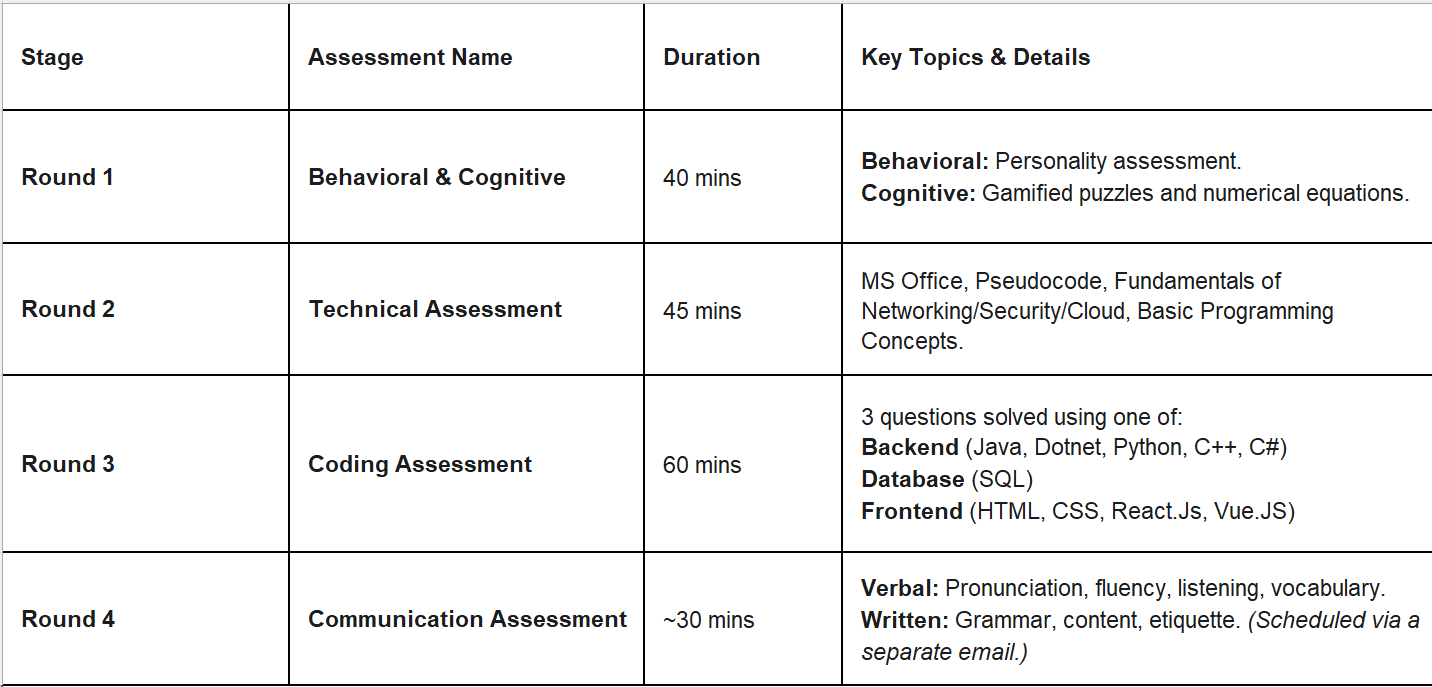 Stage
Assessment Name
Duration
Key Topics & Details
Round 1
Behavioral & Cognitive
40 mins
Behavioral: Personality assessment.
Cognitive: Gamified puzzles and numerical equations.
Round 2
Technical Assessment
45 mins
MS Office, Pseudocode, Fundamentals of
Networking/Security/Cloud, Basic Programming
Concepts.
Round 3
Coding Assessment
60 mins
3 questions solved using one of:
Backend (Java, Dotnet, Python, C++, C#)
Database (SQL)
Frontend (HTML, CSS, React.Js, Vue.JS)
Round 4
Communication Assessment
~30 mins
Verbal: Pronunciation, fluency, listening, vocabulary.
Written: Grammar, content, etiquette. (Scheduled via a
separate email.)